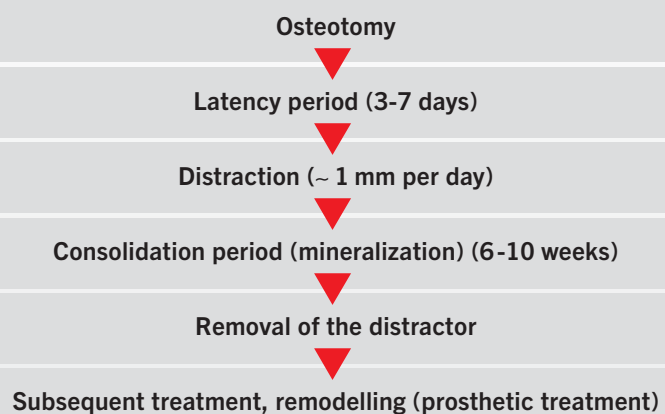 Osteotomy
Latency period (3-7 days)
Distraction (~ 1 mm per day)
Consolidation period (mineralization) (6-10 weeks)
Removal of the distractor
Subsequent treatment, remodelling (prosthetic treatment)